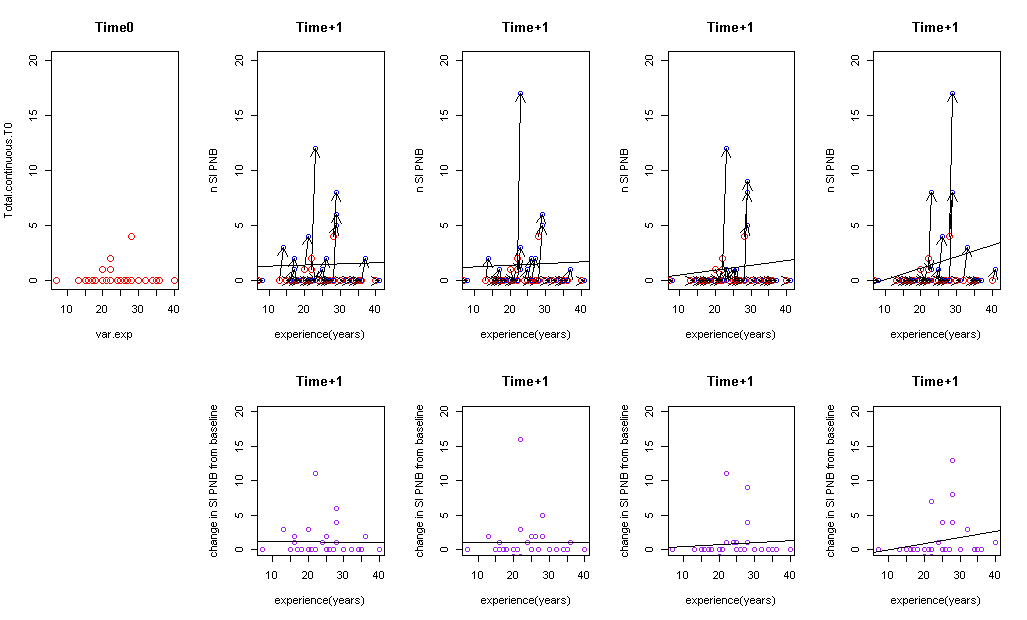 Time0 Time+1 Time+1 Time+1 Time+1
Total.continuous.T0
0 5 10 15 20
10 20 30 40
var.exp
n SI PNB
0 5 10 15 20
10 20 30 40
experience(years)
n SI PNB
0 5 10 15 20
10 20 30 40
experience(years)
n SI PNB
0 5 10 15 20
10 20 30 40
experience(years)
n SI PNB
0 5 10 15 20
10 20 30 40
experience(years)
Time+1 Time+1 Time+1 Time+1
change in SI PNB from baseline
0 5 10 15 20
10 20 30 40
experience(years)
change in SI PNB from baseline
0 5 10 15 20
10 20 30 40
experience(years)
change in SI PNB from baseline
0 5 10 15 20
10 20 30 40
experience(years)
change in SI PNB from baseline
0 5 10 15 20
10 20 30 40
experience(years)